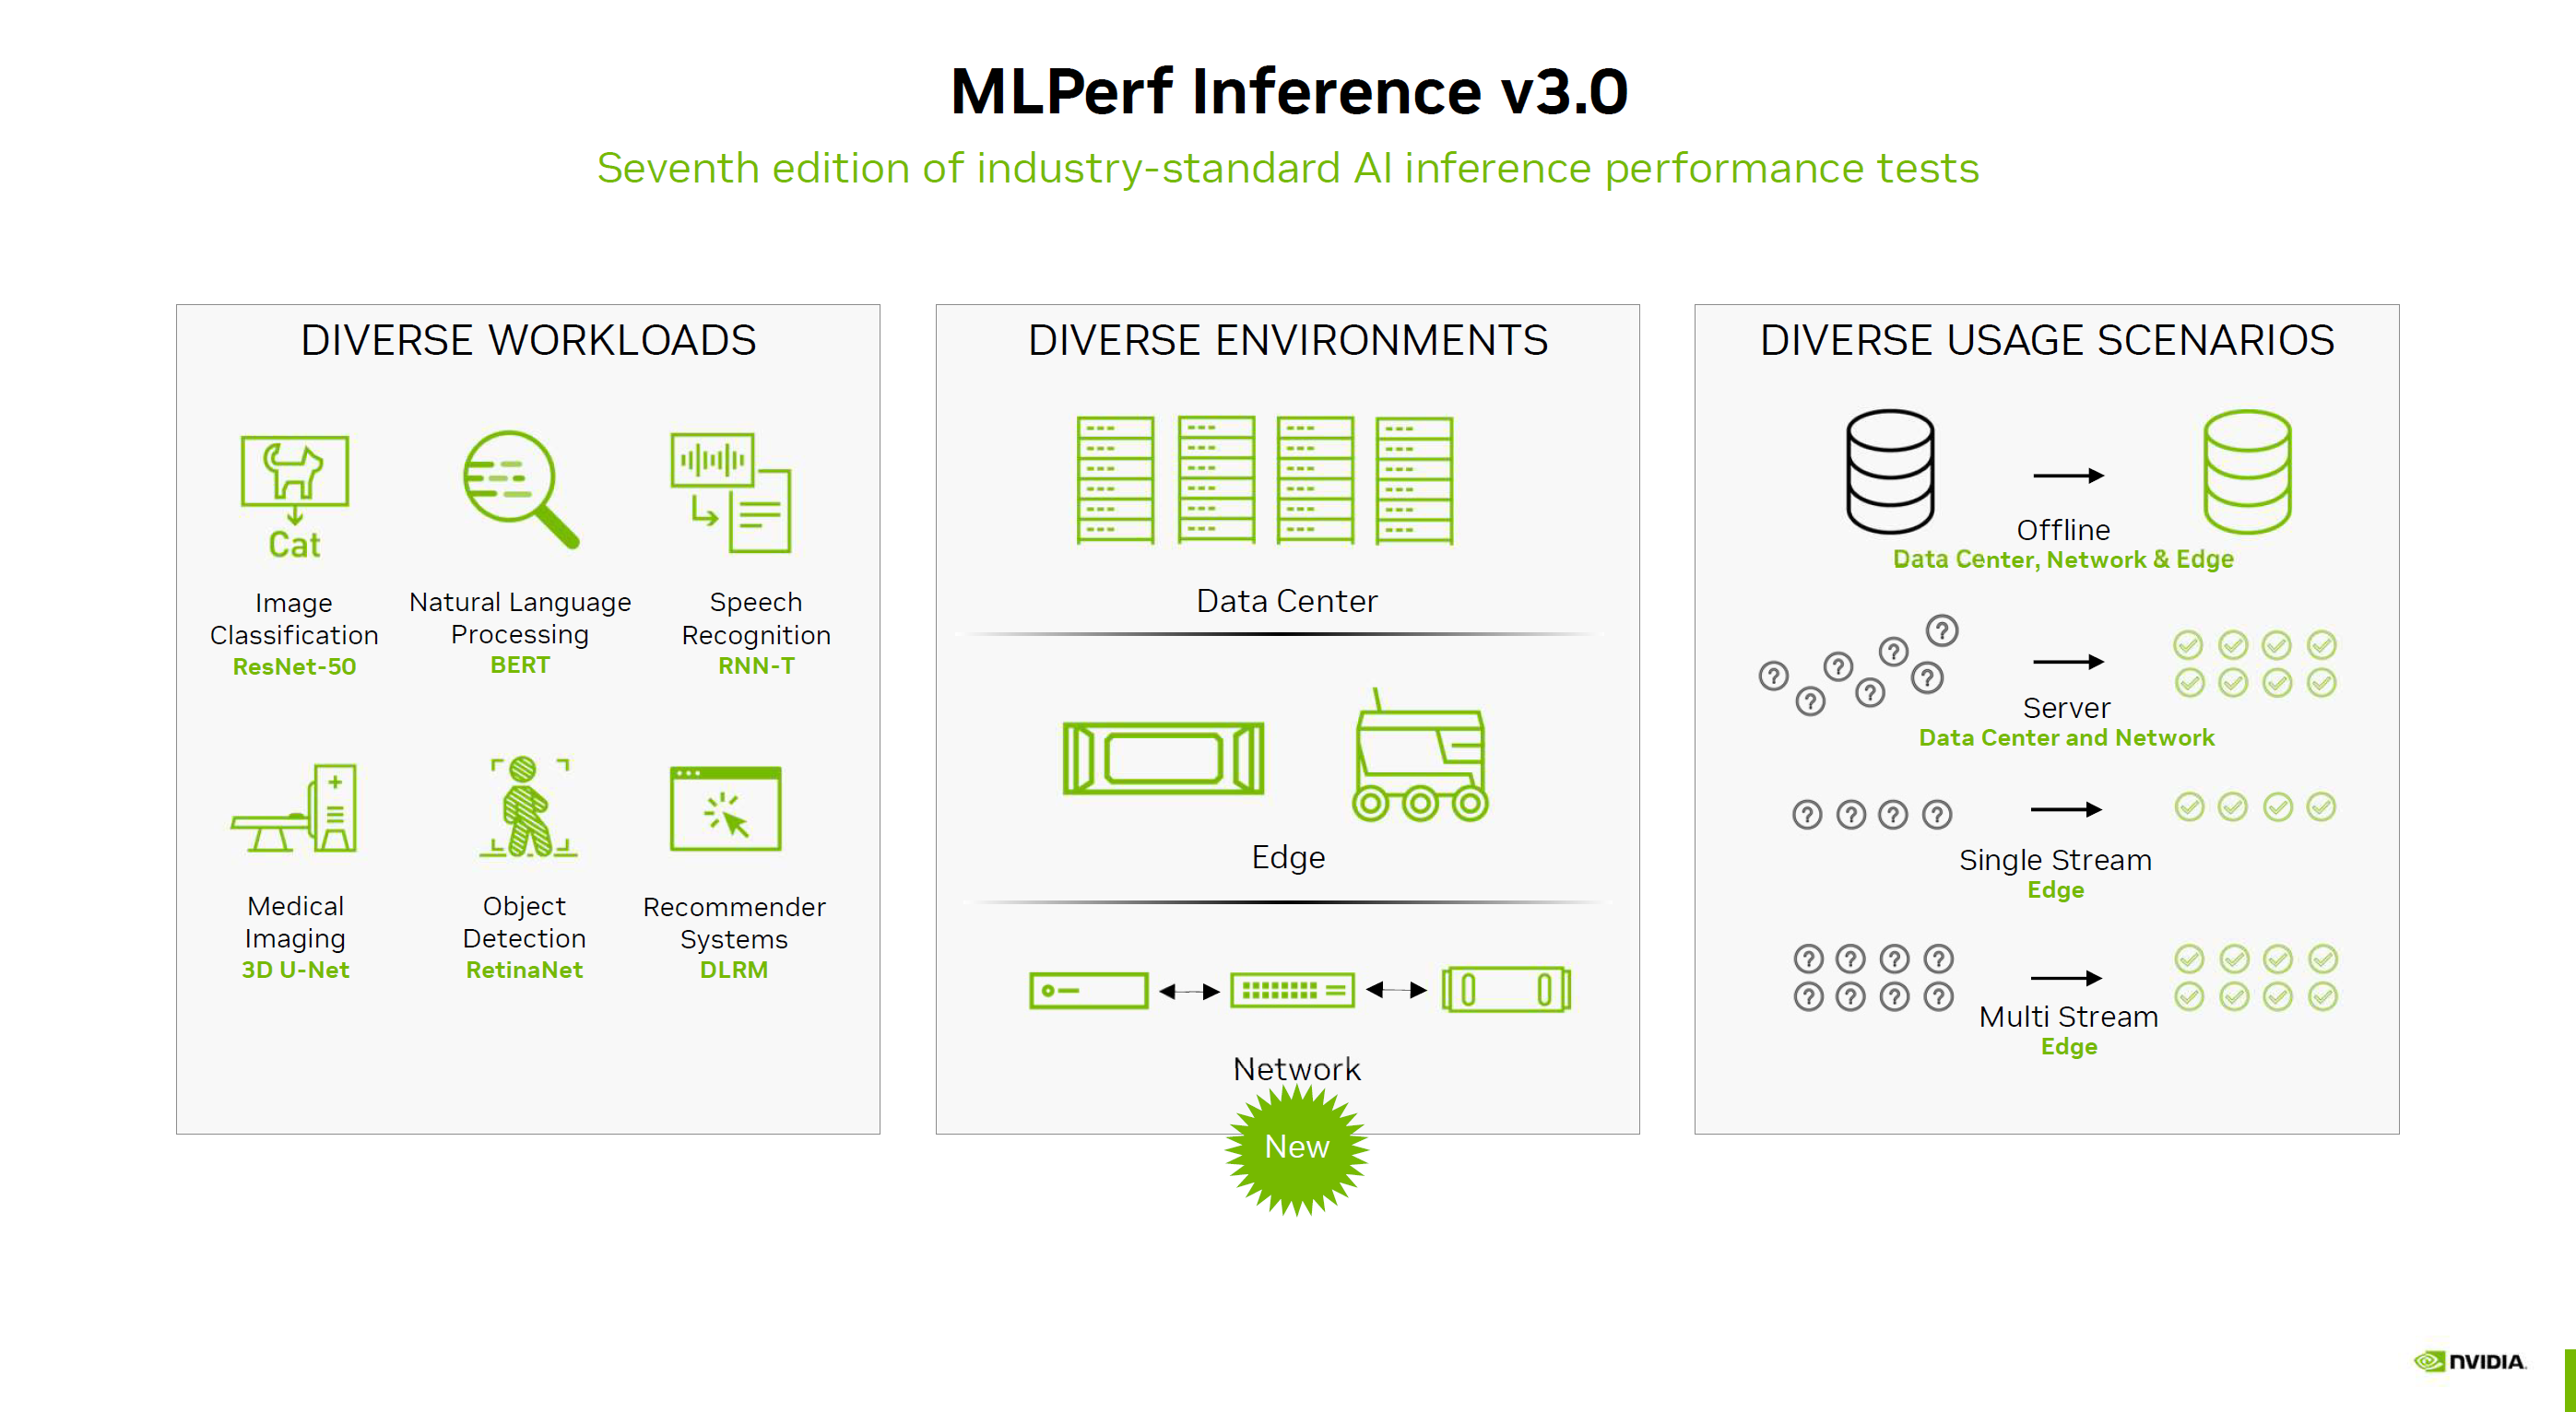 MLPerf Inference v3.0
Seventh edition of industry-standard AI inference performance tests
DIVERSE WORKLOADS
Cat
Image
Classification
ResNet-50
Natural Language
Processing
BERT
Speech
Recognition
RNN-T
Medical
Imaging
3D U-Net
Object
Detection
RetinaNet
Recommender
Systems
DLRM
DIVERSE ENVIRONMENTS
Data Center
Edge
Network
New
DIVERSE USAGE SCENARIOS
Offline
Data Center, Network & Edge
Server
Data Center and Network
Single Stream
Edge
Multi Stream
Edge
NVIDIA.